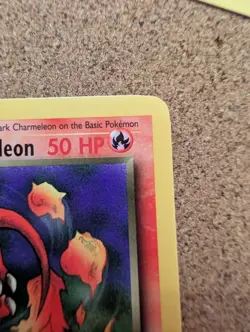 ark Charmeleon on the Basic Pokémon
leon 50 HP